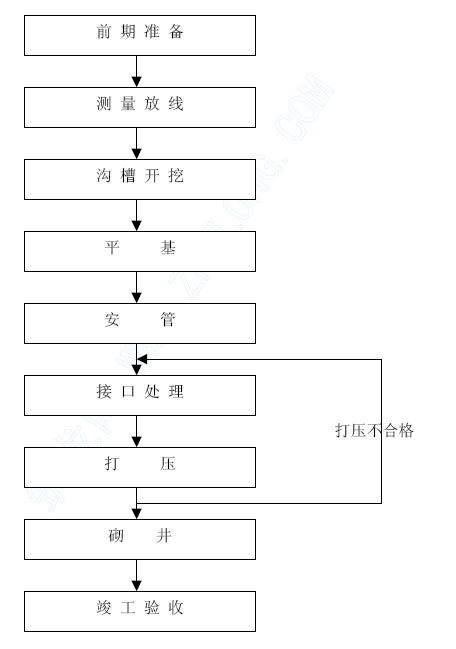 前期准备
测量放线
沟槽开挖
平 基
安 管
接口处理
打压不合格
打 压
砌 井
竣工验收